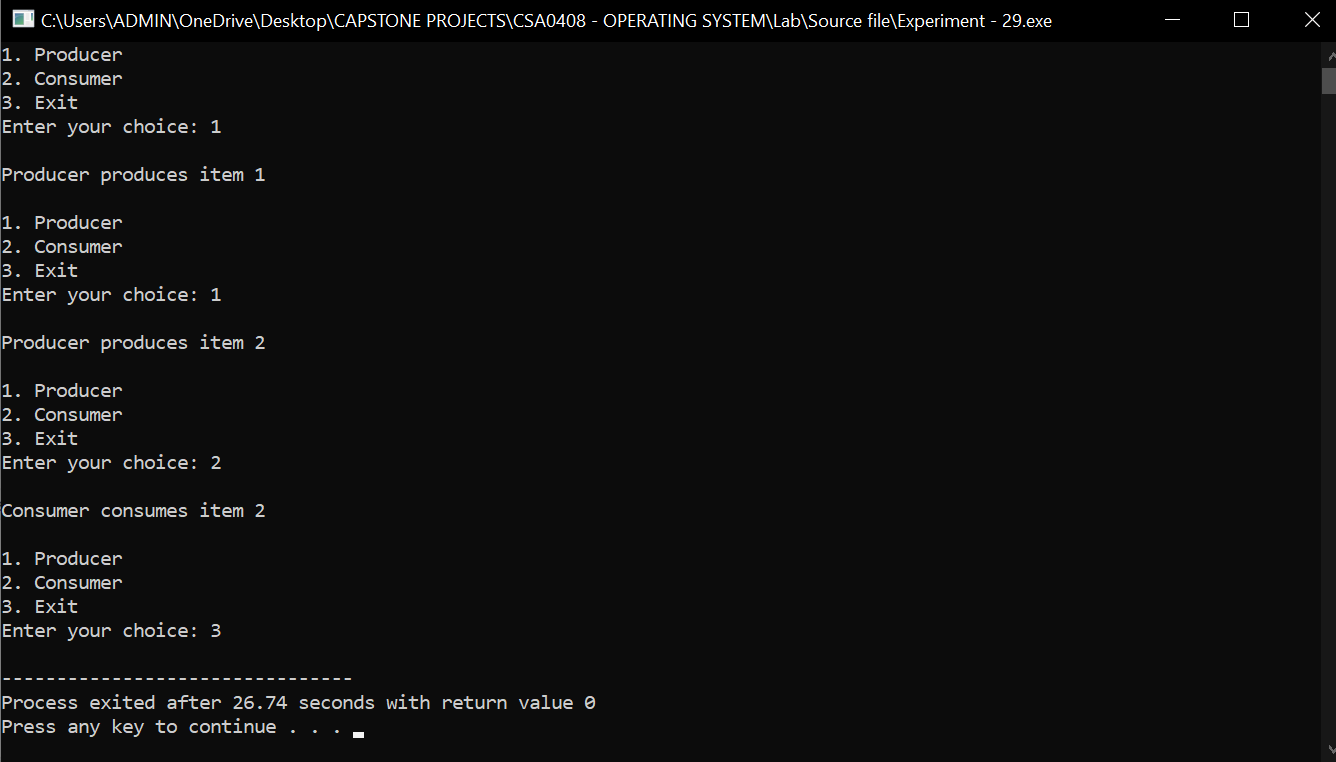 C:\Users\ADMIN\OneDrive\Desktop\CAPSTONE PROJECTS\CSA0408 - OPERATING SYSTEM\Lab\Source file\Experiment - 29.exe
1. Producer
2. Consumer
3. Exit
Enter your choice: 1
Producer produces item 1
1. Producer
2. Consumer
3. Exit
Enter your choice: 1
Producer produces item 2
1. Producer
2. Consumer
3. Exit
Enter your choice: 2
Consumer consumes item 2
1. Producer
2. Consumer
3. Exit
Enter your choice: 3
--------------------------------
Process exited after 26.74 seconds with return value 0
Press any key to continue . . .